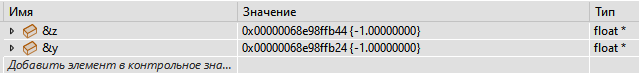 Имя Значение Тип
&z 0x00000068e98ffb44 {-1.00000000} float *
&y 0x00000068e98ffb24 {-1.00000000} float *
Добавить элемент в контрольное зна...